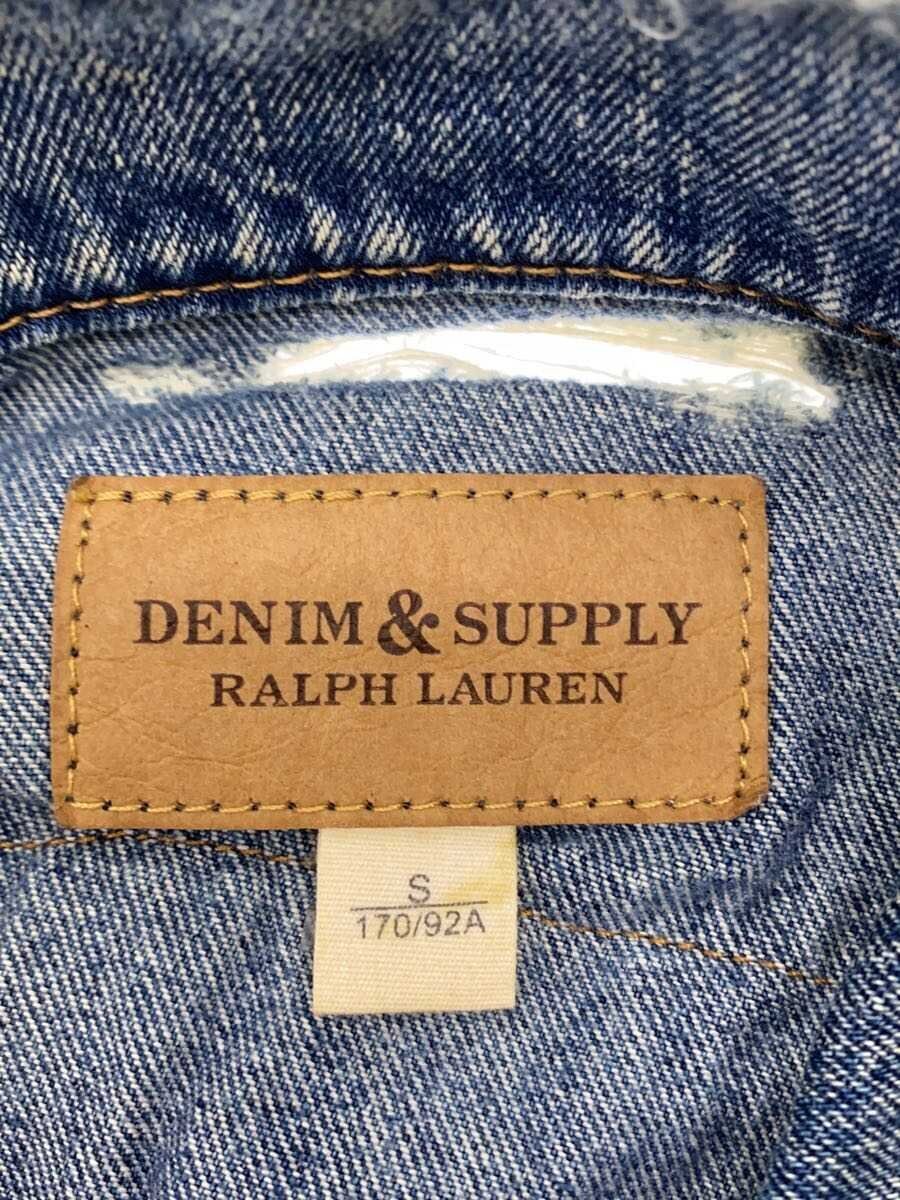 DENIM & SUPPLY
RALPH LAUREN
S
170/92A